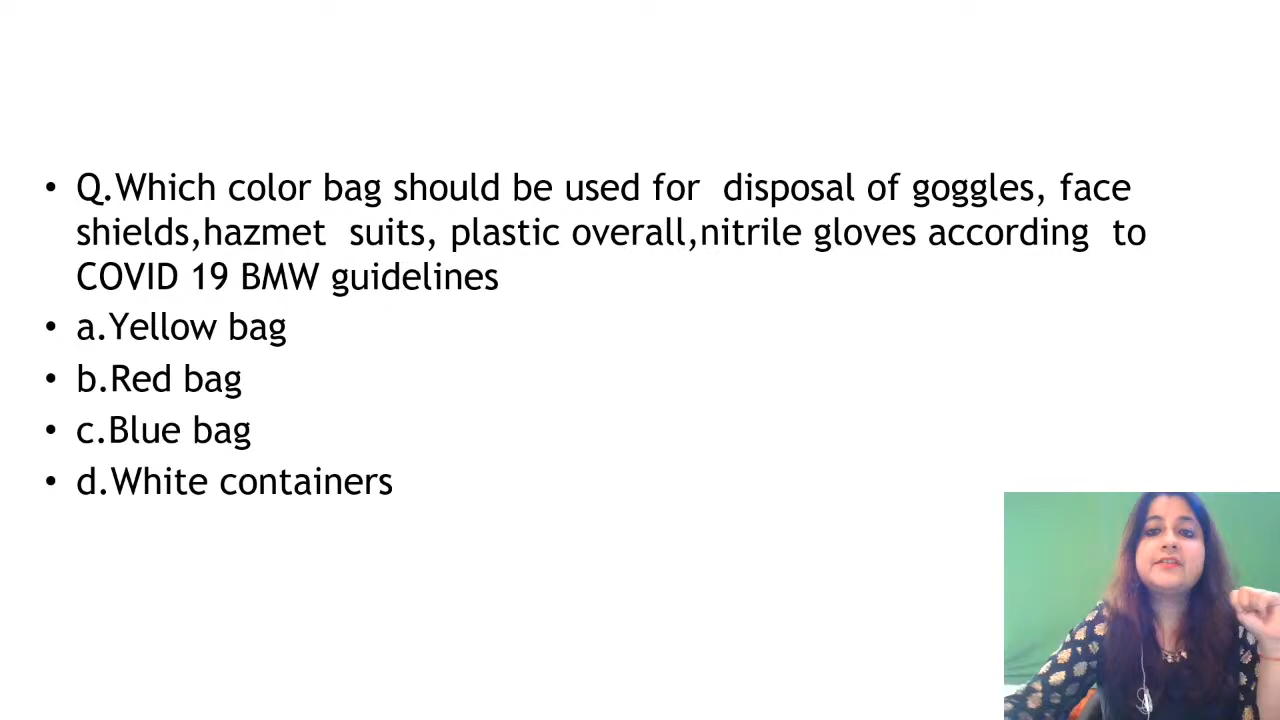 • Q.Which color bag should be used for disposal of goggles, face
shields,hazmet suits, plastic overall,nitrile gloves according to
COVID 19 BMW guidelines
• a.Yellow bag
• b.Red bag
• c.Blue bag
• d.White containers